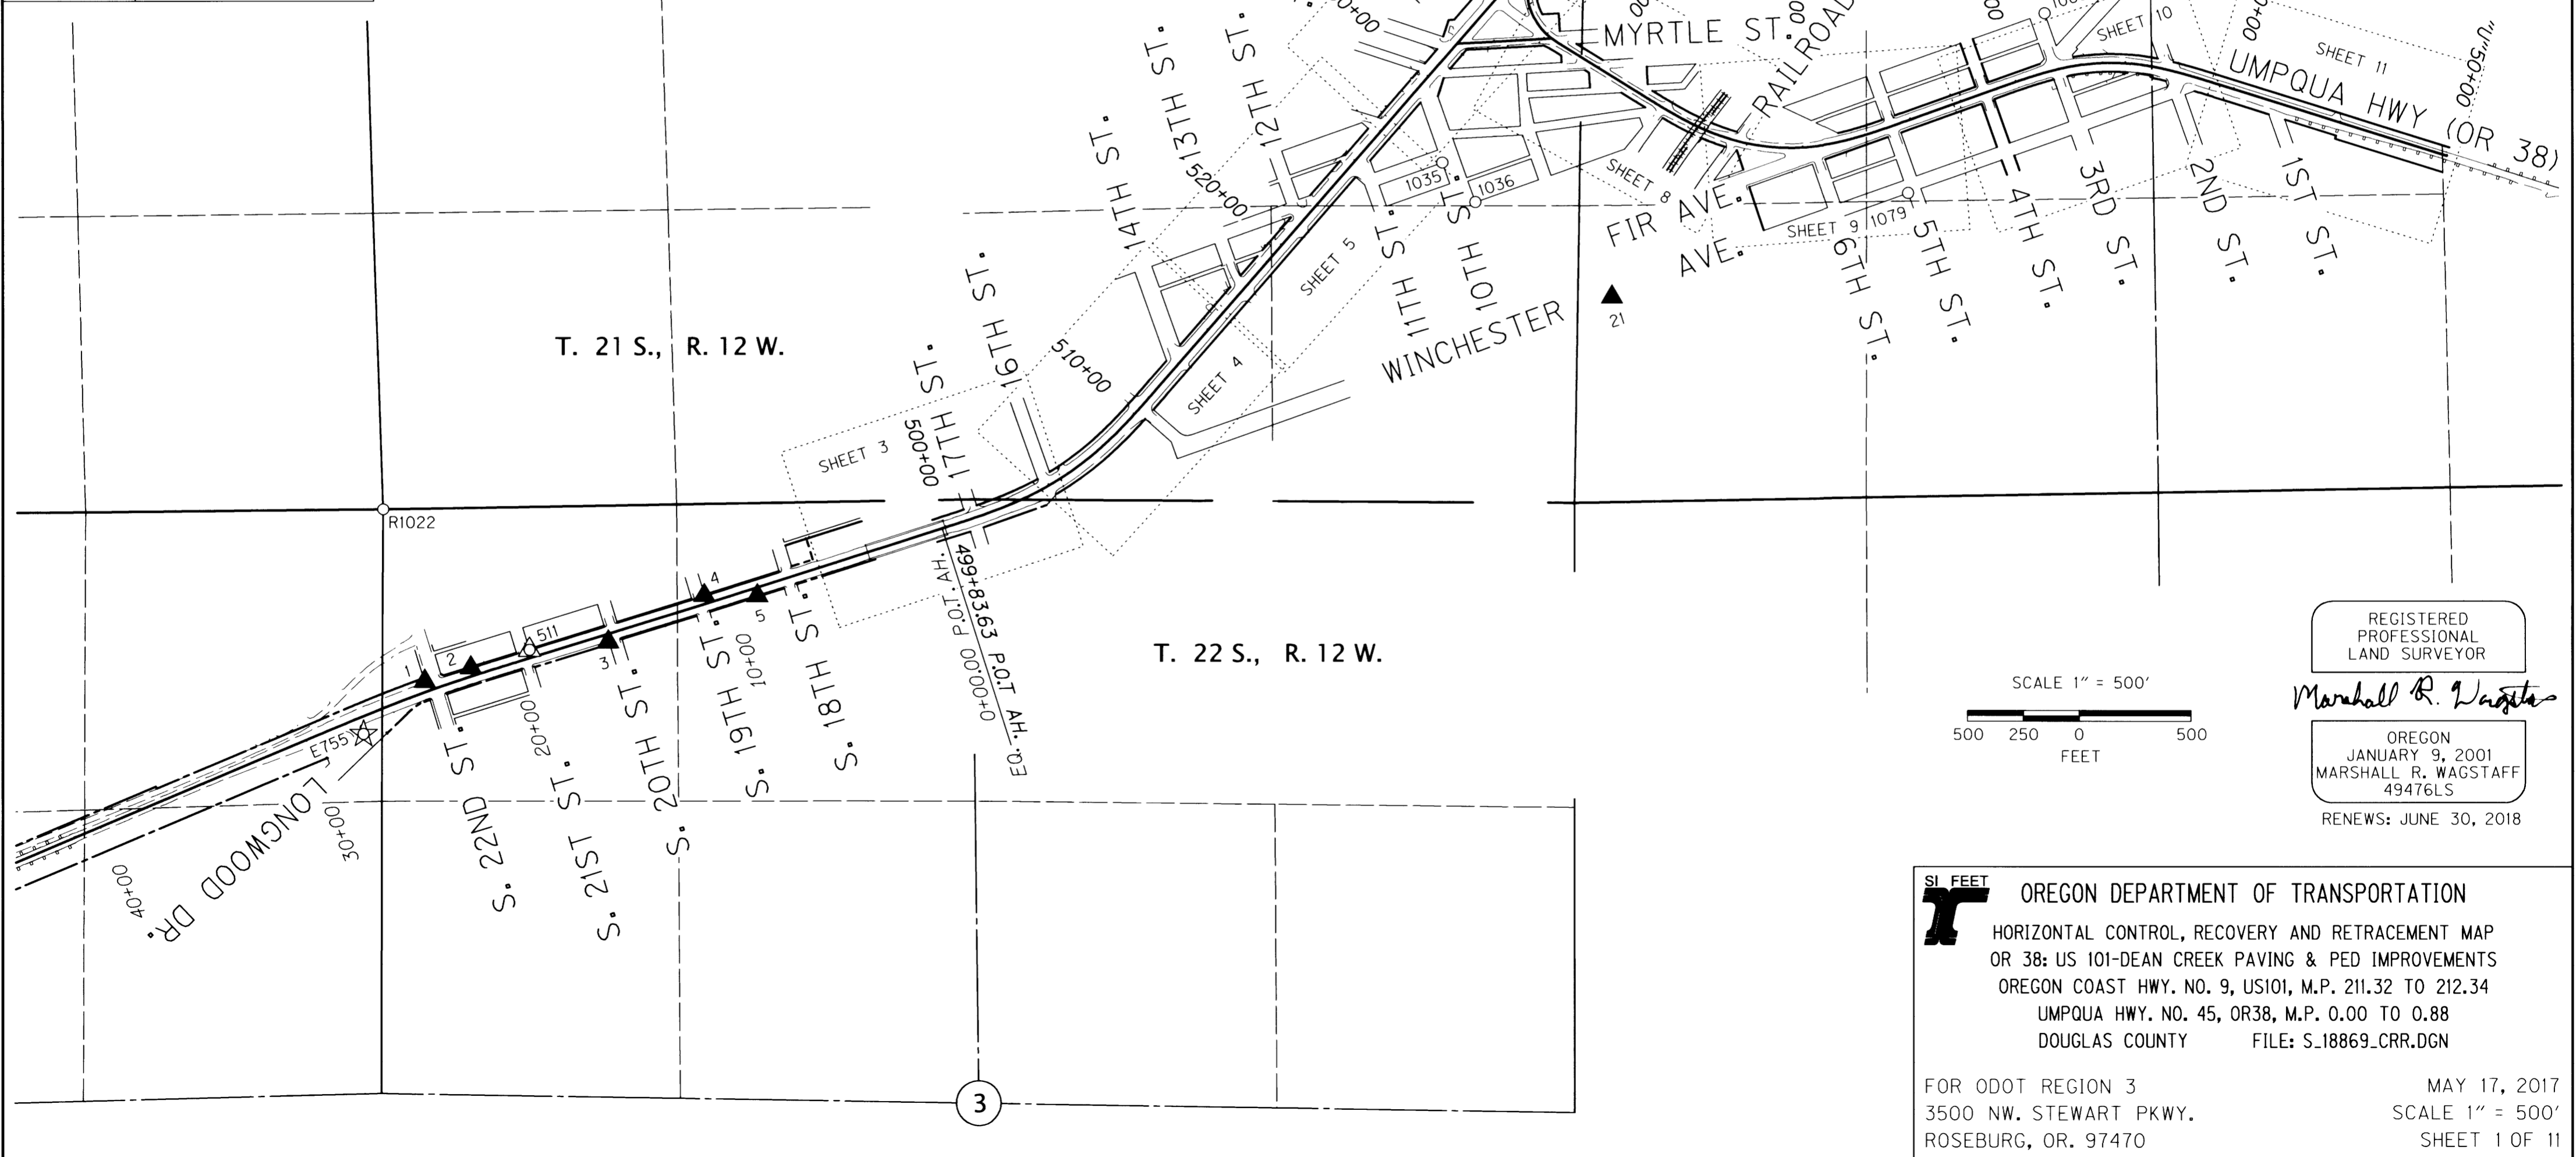 MYRTLE ST.
RAILROAD
SHEET 10
SHEET 11
"U"50+00
UMPQUA HWY (OR 38)
14TH ST.
13TH ST.
12TH ST.
520+00
1035
1036
SHEET 8
FIR AVE.
AVE.
SHEET 9
1079
11TH ST.
10TH ST.
6TH ST.
5TH ST.
4TH ST.
3RD ST.
2ND ST.
1ST ST.
SHEET 5
WINCHESTER
21
T. 21 S., R. 12 W.
16TH ST.
510+00
SHEET 4
17TH ST.
500+00
SHEET 3
R1022
499+83.63 P.O.T AH. EQ.
0+00.00 P.O.T. AH.
T. 22 S., R. 12 W.
1
2
511
3
4
5
E755
LONGWOOD DR.
S. 22ND ST.
S. 21ST ST.
S. 20TH ST.
S. 19TH ST.
S. 18TH ST.
10+00
20+00
30+00
40+00
3
SCALE 1" = 500'
500 250 0 500
FEET
REGISTERED
PROFESSIONAL
LAND SURVEYOR
Marshall R. Wagstaff
OREGON
JANUARY 9, 2001
MARSHALL R. WAGSTAFF
49476LS
RENEWS: JUNE 30, 2018
SI FEET
OREGON DEPARTMENT OF TRANSPORTATION
HORIZONTAL CONTROL, RECOVERY AND RETRACEMENT MAP
OR 38: US 101-DEAN CREEK PAVING & PED IMPROVEMENTS
OREGON COAST HWY. NO. 9, US101, M.P. 211.32 TO 212.34
UMPQUA HWY. NO. 45, OR38, M.P. 0.00 TO 0.88
DOUGLAS COUNTY FILE: S_18869_CRR.DGN
FOR ODOT REGION 3 MAY 17, 2017
3500 NW. STEWART PKWY. SCALE 1" = 500'
ROSEBURG, OR. 97470 SHEET 1 OF 11